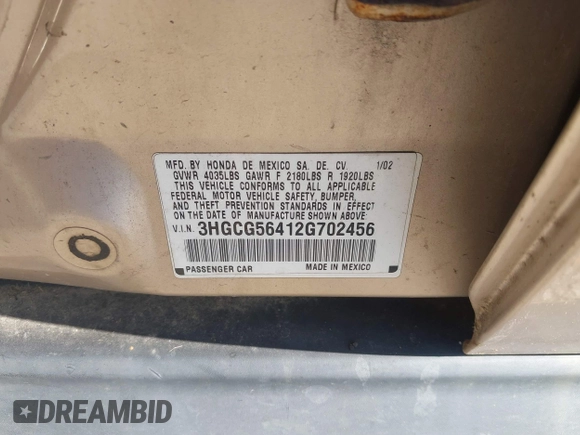 MFD. BY HONDA DE MEXICO SA. DE. CV. 1/02
GVWR 4035LBS GAWR F 2180LBS R 1920LBS
THIS VEHICLE CONFORMS TO ALL APPLICABLE
FEDERAL MOTOR VEHICLE SAFETY, BUMPER,
AND THEFT PREVENTION STANDARDS IN EFFECT
ON THE DATE OF MANUFACTURE SHOWN ABOVE.
V.I.N. 3HGCG56412G702456
PASSENGER CAR MADE IN MEXICO
DREAMBID